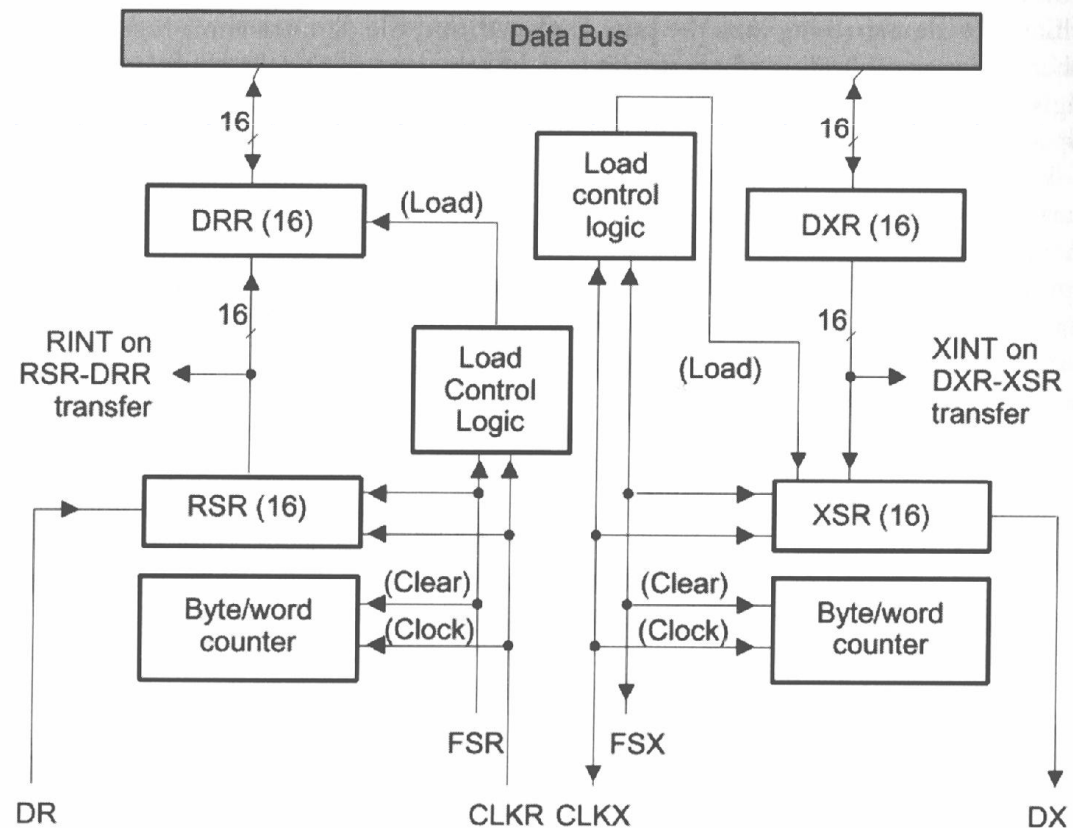 Data Bus
16
16
Load
control
logic
DRR (16)
(Load)
DXR (16)
16
16
RINT on
RSR-DRR
transfer
Load
Control
Logic
(Load)
XINT on
DXR-XSR
transfer
RSR (16)
XSR (16)
Byte/word
counter
(Clear)
(Clock)
(Clear)
(Clock)
Byte/word
counter
FSR
FSX
DR
CLKR
CLKX
DX